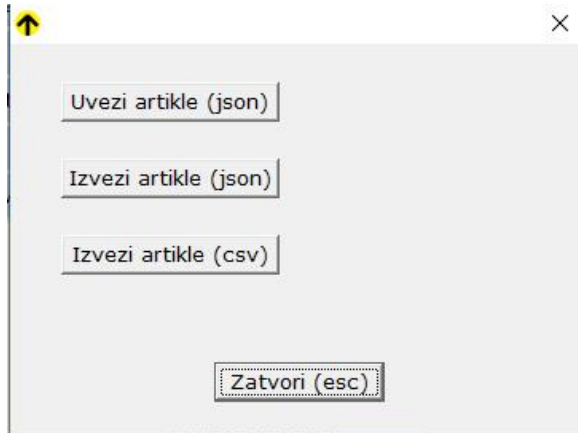 Uvezi artikle (json)
Izvezi artikle (json)
Izvezi artikle (csv)
Zatvori (esc)